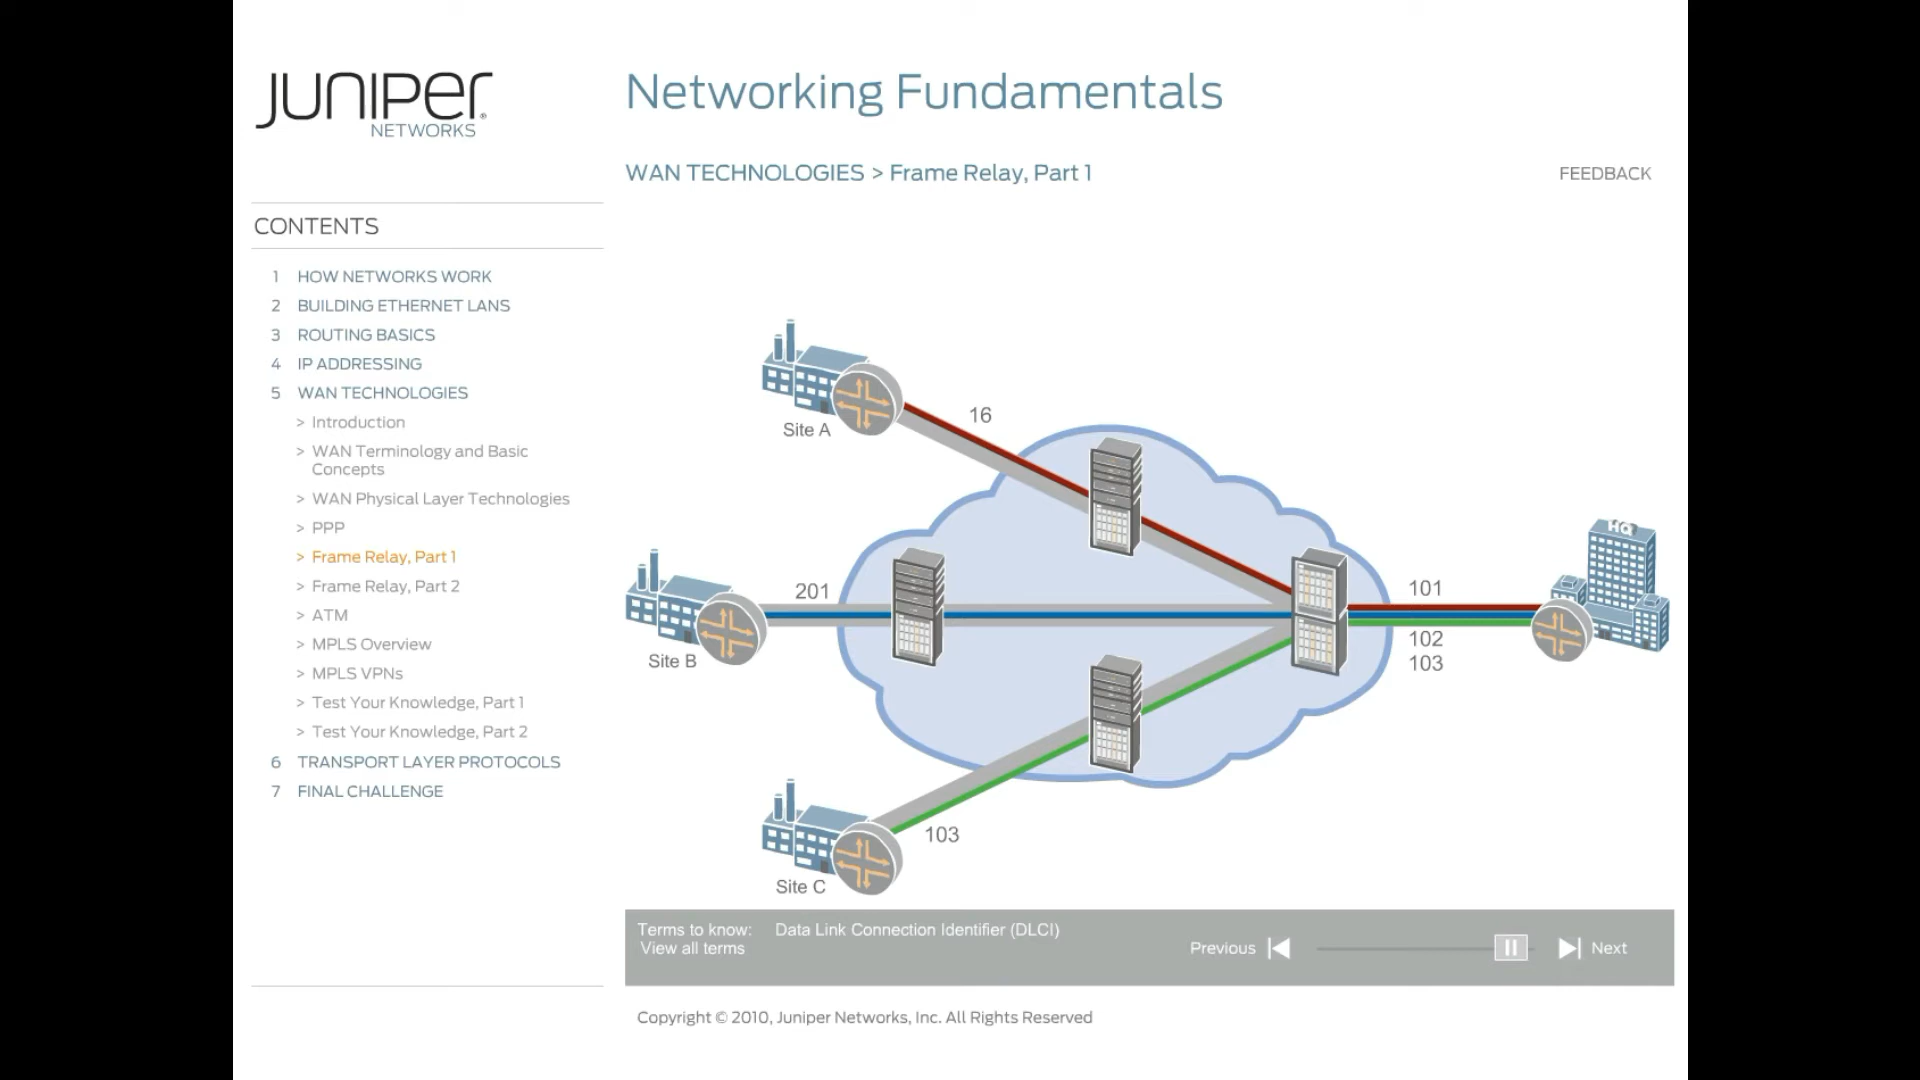 JUNIPER
NETWORKS
Networking Fundamentals
WAN TECHNOLOGIES > Frame Relay, Part 1
FEEDBACK
CONTENTS
1 HOW NETWORKS WORK
2 BUILDING ETHERNET LANS
3 ROUTING BASICS
4 IP ADDRESSING
5 WAN TECHNOLOGIES
> Introduction
> WAN Terminology and Basic
Concepts
> WAN Physical Layer Technologies
> PPP
> Frame Relay, Part 1
> Frame Relay, Part 2
> ATM
> MPLS Overview
> MPLS VPNs
> Test Your Knowledge, Part 1
> Test Your Knowledge, Part 2
6 TRANSPORT LAYER PROTOCOLS
7 FINAL CHALLENGE
Site A
16
HQ
201
101
Site B
102
103
103
Site C
Terms to know: Data Link Connection Identifier (DLCI)
View all terms
Previous
Next
Copyright © 2010, Juniper Networks, Inc. All Rights Reserved